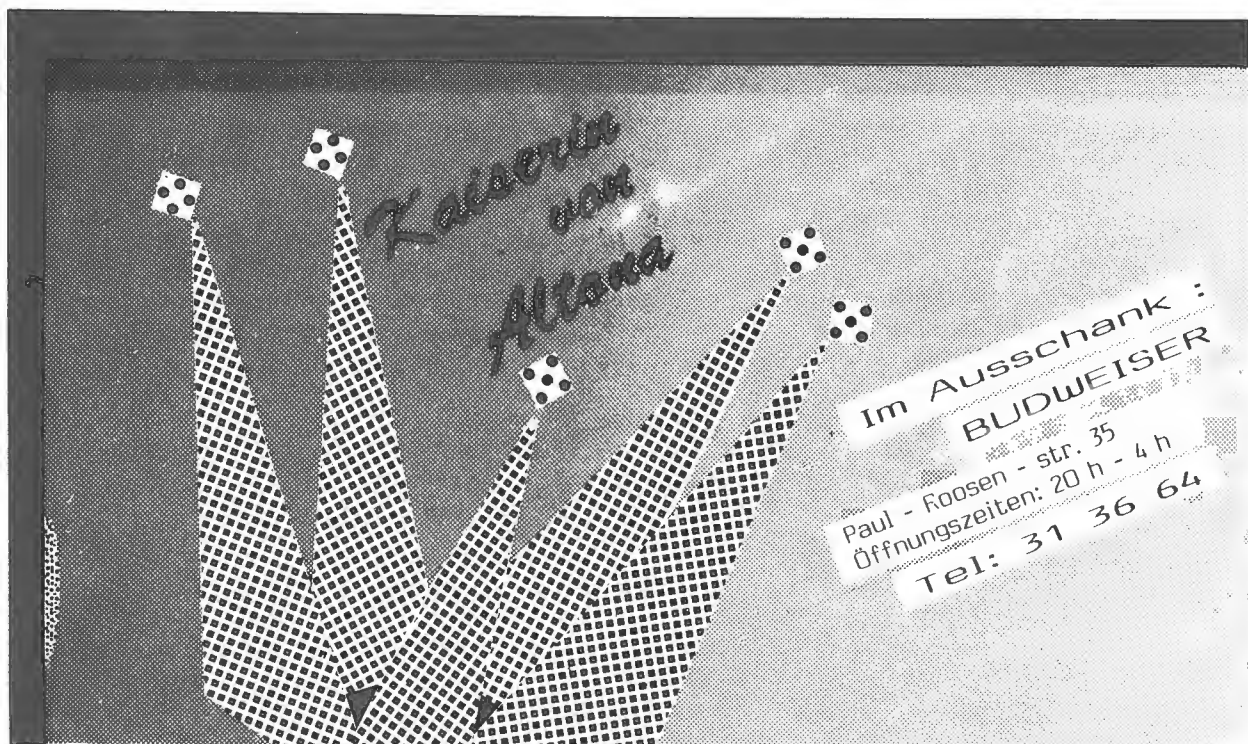 Kaiserin
von
Altona
Im Ausschank :
BUDWEISER
Paul - Roosen - str. 35
Öffnungszeiten: 20 h - 4 h
Tel: 31 36 64